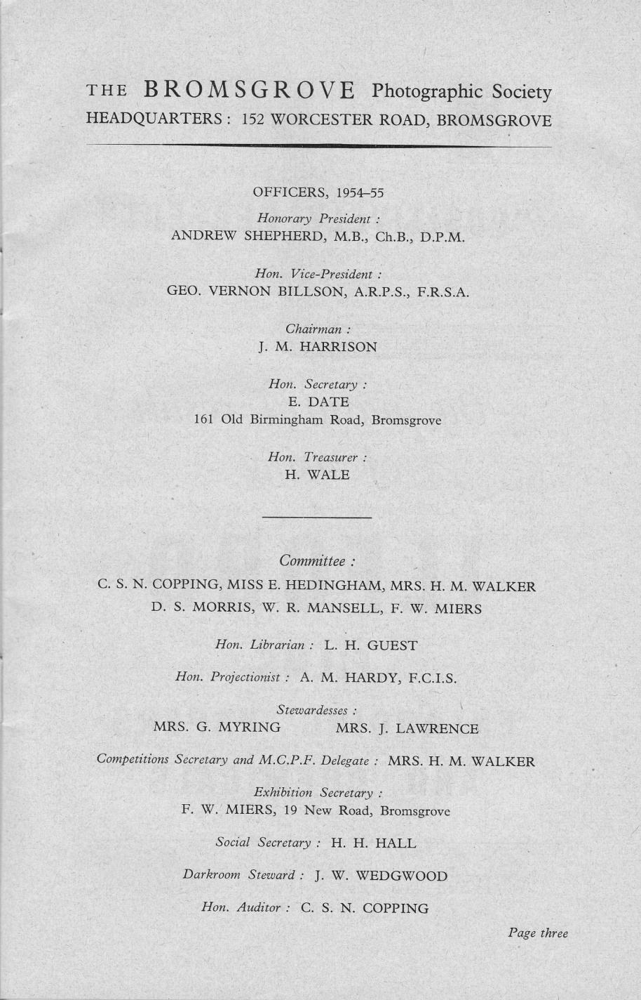 THE BROMSGROVE Photographic Society
HEADQUARTERS : 152 WORCESTER ROAD, BROMSGROVE
OFFICERS, 1954–55
Honorary President :
ANDREW SHEPHERD, M.B., Ch.B., D.P.M.
Hon. Vice-President :
GEO. VERNON BILLSON, A.R.P.S., F.R.S.A.
Chairman :
J. M. HARRISON
Hon. Secretary :
E. DATE
161 Old Birmingham Road, Bromsgrove
Hon. Treasurer :
H. WALE
Committee :
C. S. N. COPPING, MISS E. HEDINGHAM, MRS. H. M. WALKER
D. S. MORRIS, W. R. MANSELL, F. W. MIERS
Hon. Librarian : L. H. GUEST
Hon. Projectionist : A. M. HARDY, F.C.I.S.
Stewardesses :
MRS. G. MYRING MRS. J. LAWRENCE
Competitions Secretary and M.C.P.F. Delegate : MRS. H. M. WALKER
Exhibition Secretary :
F. W. MIERS, 19 New Road, Bromsgrove
Social Secretary : H. H. HALL
Darkroom Steward : J. W. WEDGWOOD
Hon. Auditor : C. S. N. COPPING
Page three